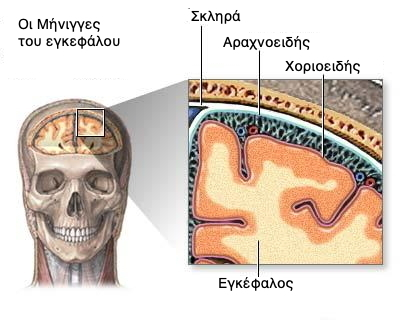 Οι Μήνιγγες
του εγκεφάλου
Σκληρά
Αραχνοειδής
Χοριοειδής
Εγκέφαλος